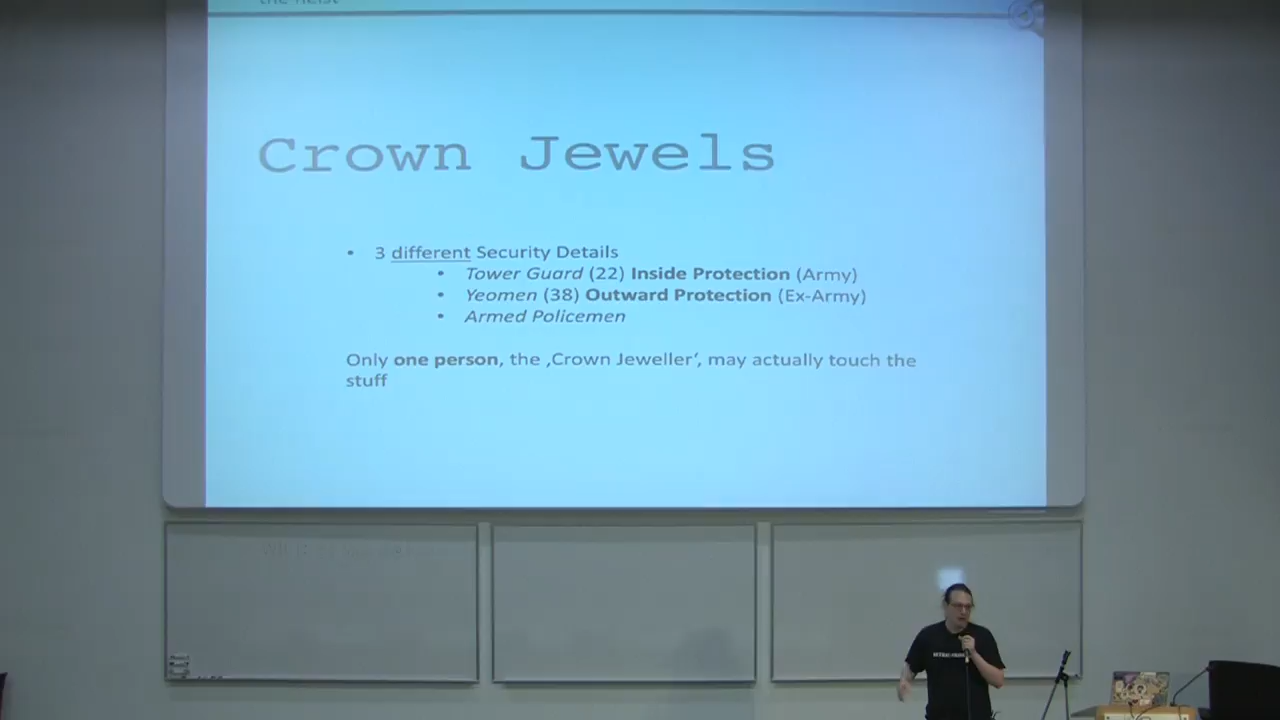 the heist
Crown Jewels
• 3 different Security Details
• Tower Guard (22) Inside Protection (Army)
• Yeomen (38) Outward Protection (Ex-Army)
• Armed Policemen
Only one person, the ‚Crown Jeweller‘, may actually touch the
stuff